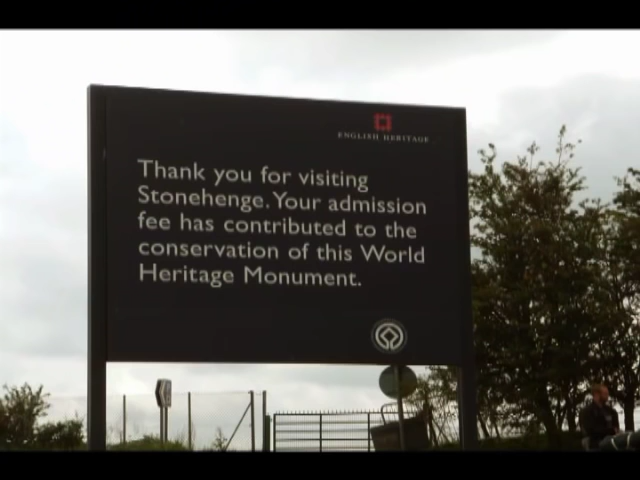 ENGLISH HERITAGE
Thank you for visiting
Stonehenge. Your admission
fee has contributed to the
conservation of this World
Heritage Monument.